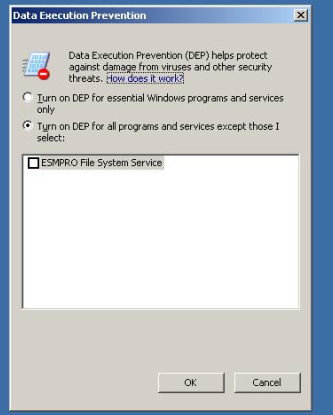 Data Execution Prevention
Data Execution Prevention (DEP) helps protect
against damage from viruses and other security
threats. How does it work?
Turn on DEP for essential Windows programs and services
only
Turn on DEP for all programs and services except those I
select:
ESMPRO File System Service
OK
Cancel